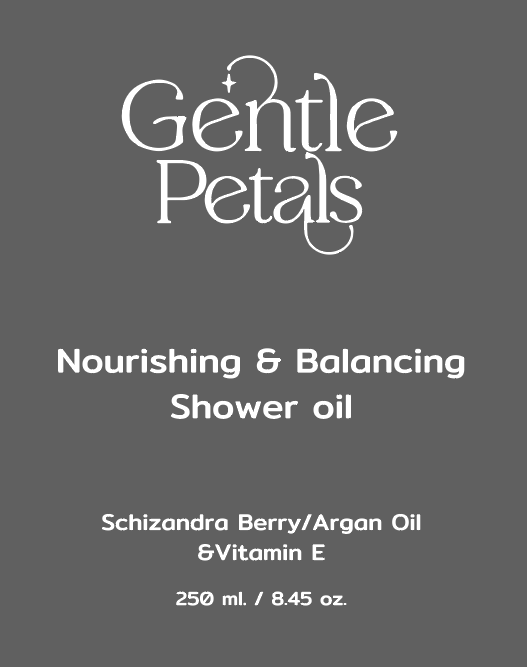 Gentle
Petals
Nourishing & Balancing
Shower oil
Schizandra Berry/Argan Oil
&Vitamin E
250 ml. / 8.45 oz.